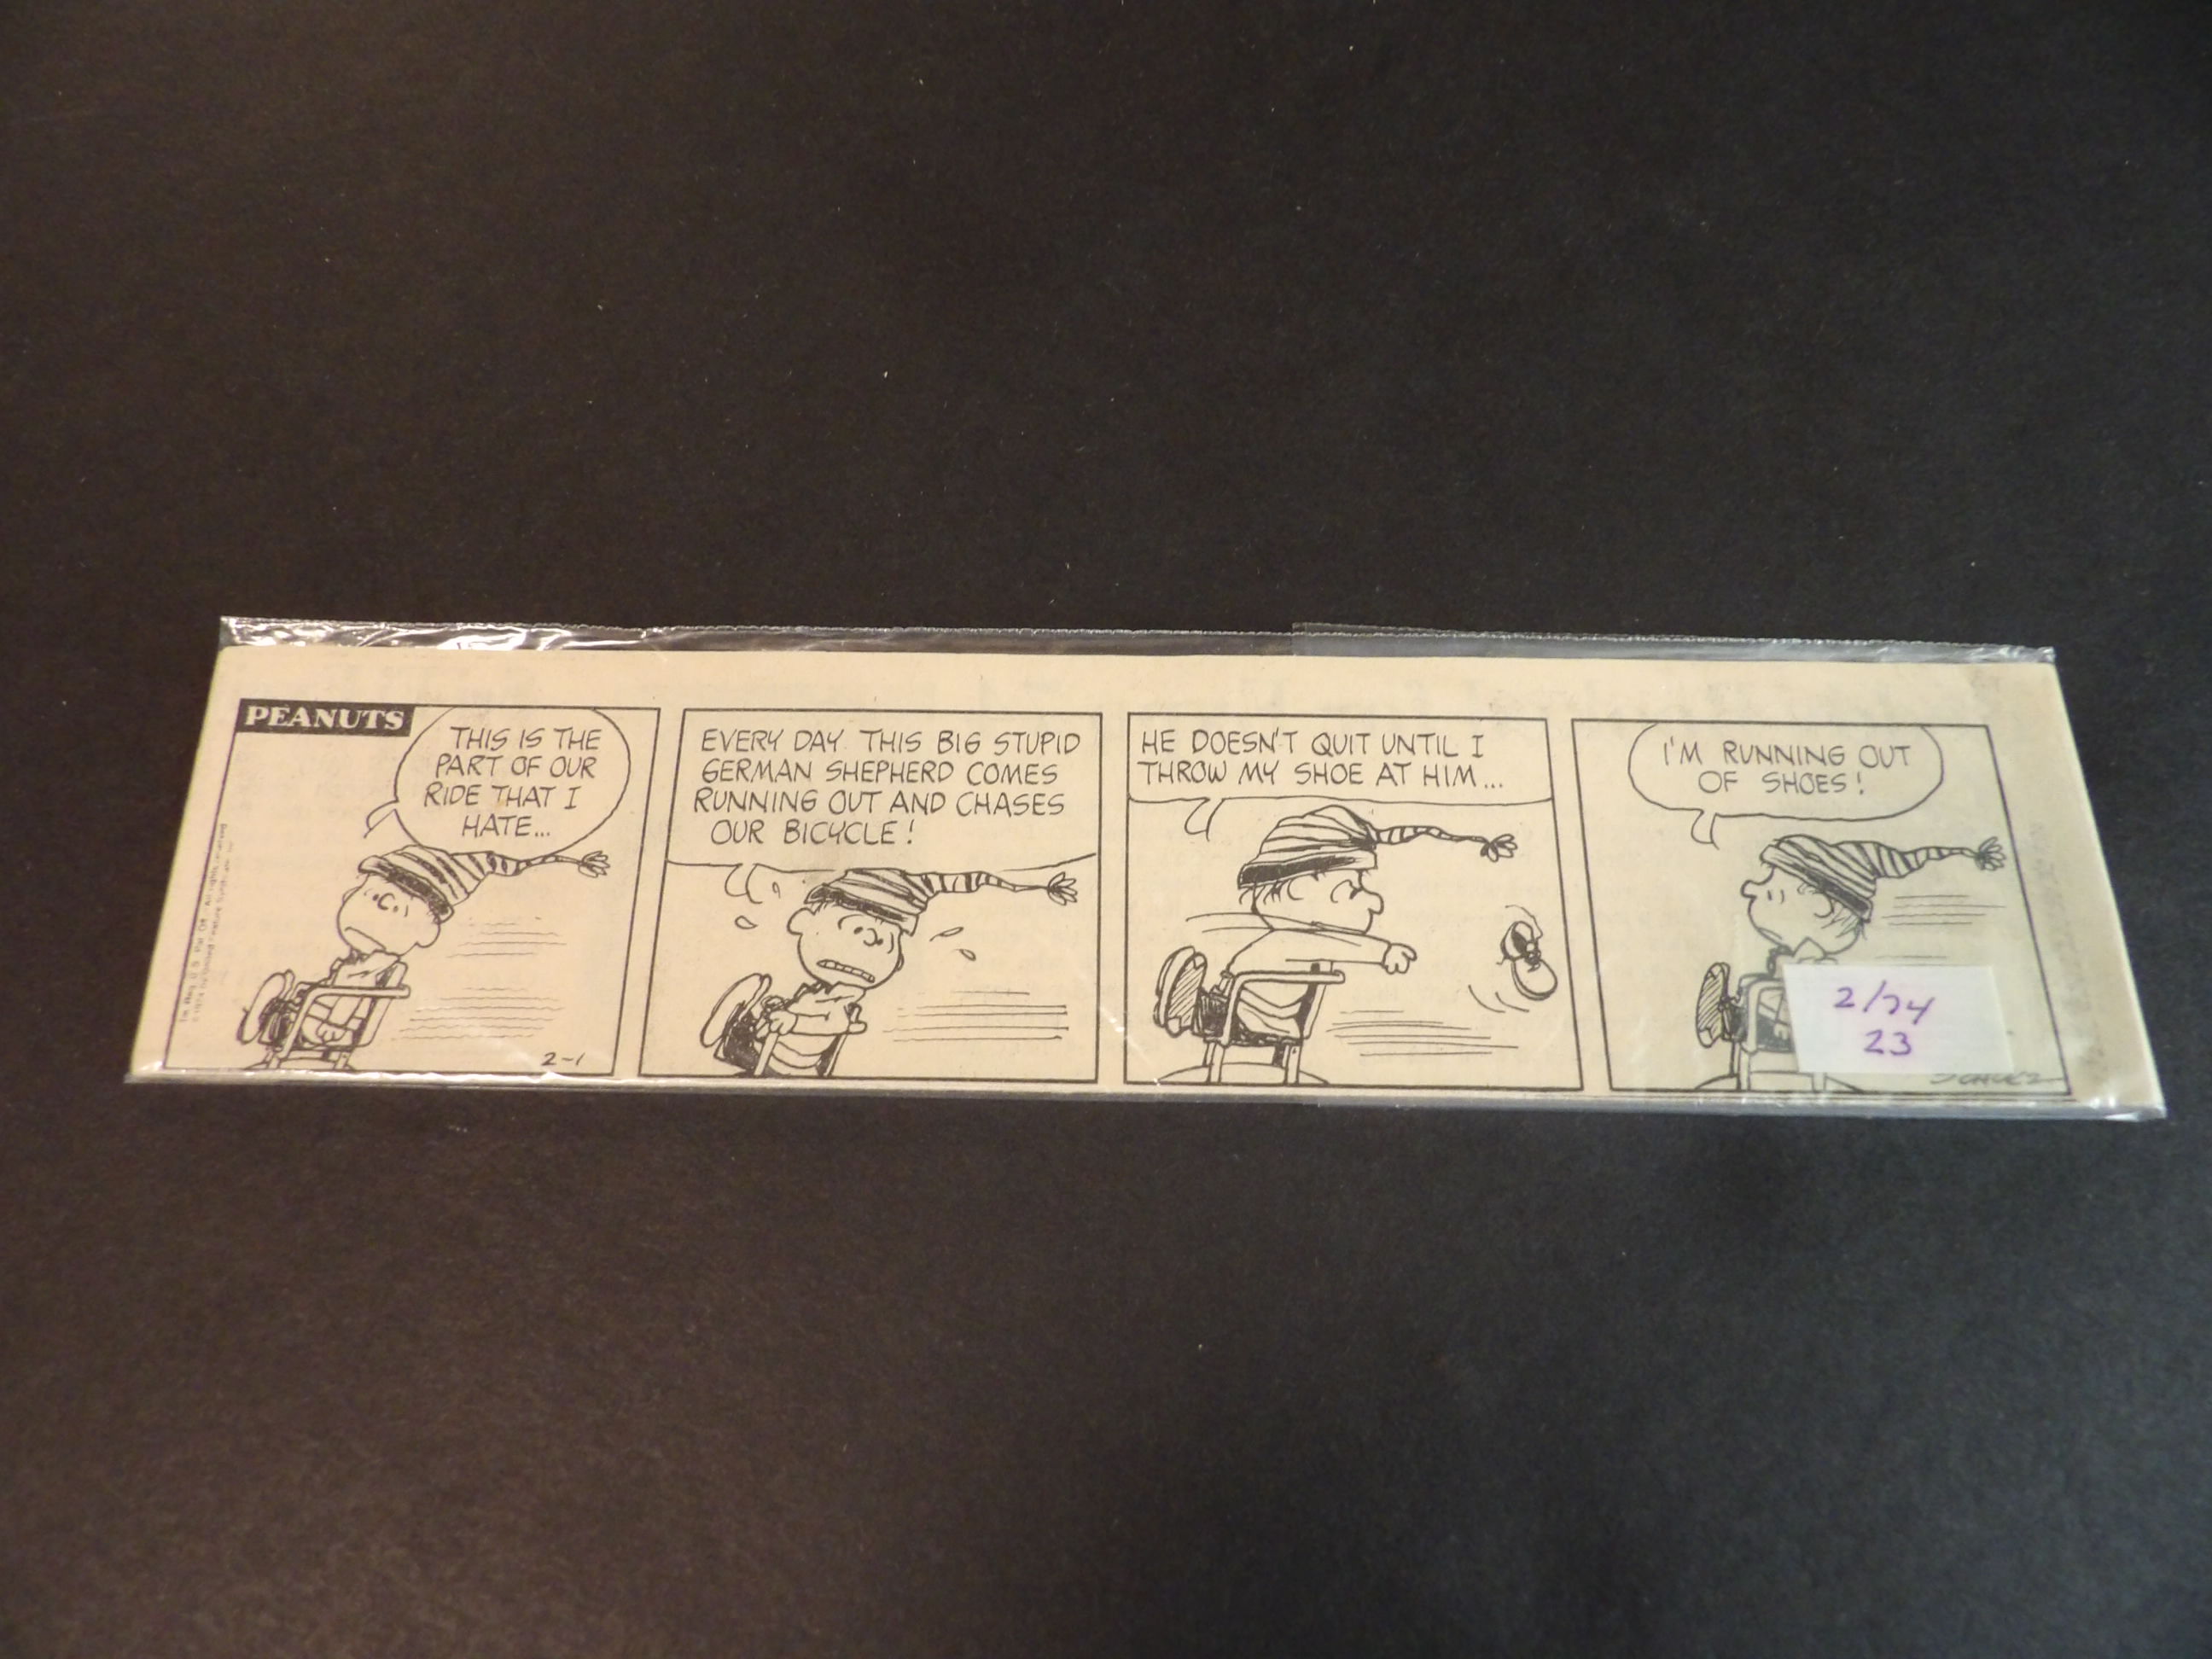 PEANUTS
THIS IS THE
PART OF OUR
RIDE THAT I
HATE...
2-1
EVERY DAY THIS BIG STUPID
GERMAN SHEPHERD COMES
RUNNING OUT AND CHASES
OUR BICYCLE!
HE DOESN'T QUIT UNTIL I
THROW MY SHOE AT HIM...
I'M RUNNING OUT
OF SHOES!
2/74
23